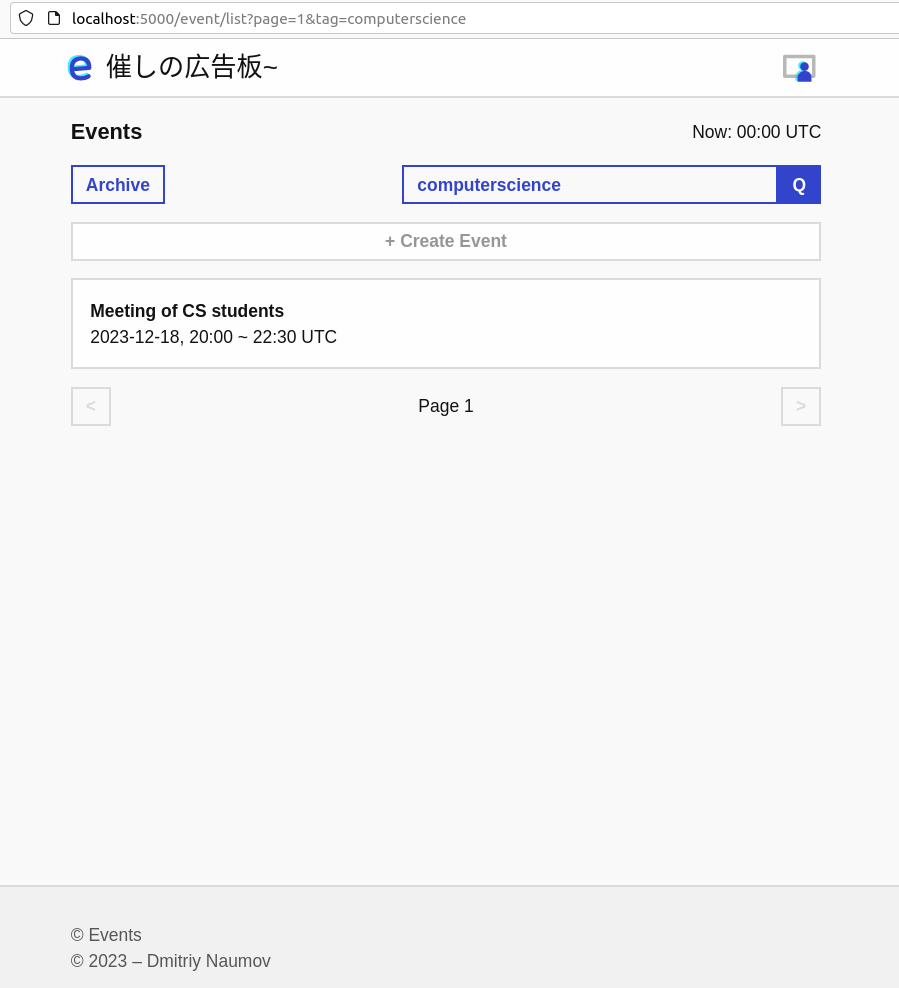 localhost:5000/event/list?page=1&tag=computerscience
e 催しの広告板~
Events
Now: 00:00 UTC
Archive
computerscience
Q
+ Create Event
Meeting of CS students
2023-12-18, 20:00 ~ 22:30 UTC
<
Page 1
>
© Events
© 2023 – Dmitriy Naumov